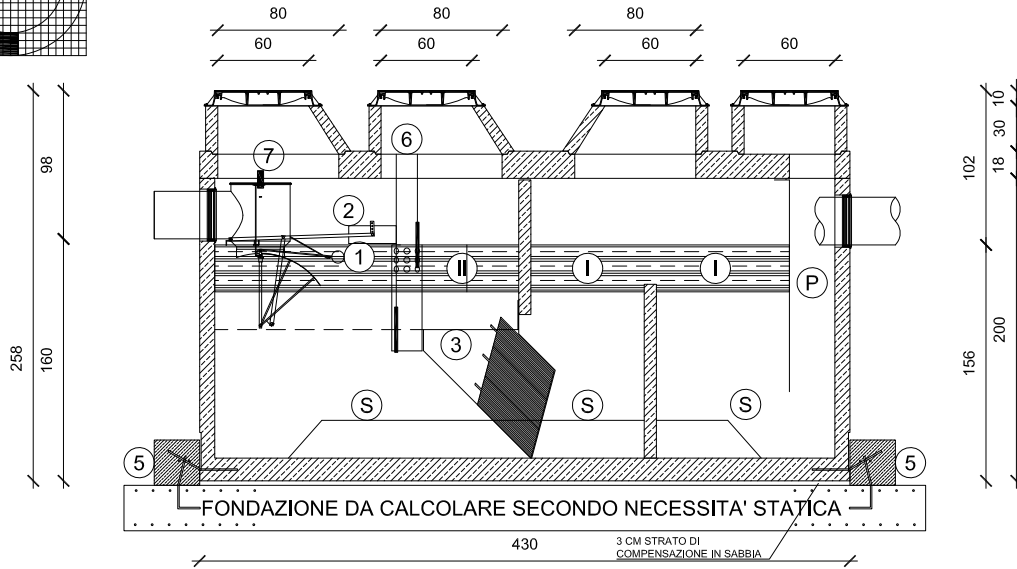 80
80
80
60
60
60
60
98
258
160
7
6
2
1
II
I
I
P
3
S
S
S
5
5
102
10
30
18
156
200
FONDAZIONE DA CALCOLARE SECONDO NECESSITA' STATICA
430
3 CM STRATO DI
COMPENSAZIONE IN SABBIA